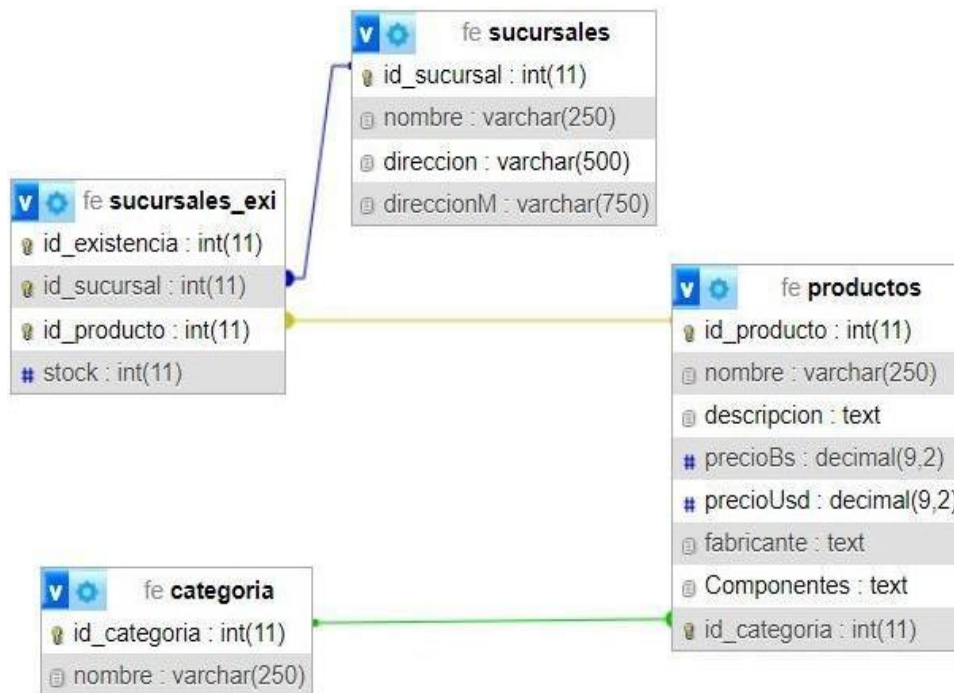 v fe sucursales
id_sucursal : int(11)
nombre : varchar(250)
direccion : varchar(500)
direccionM : varchar(750)
v fe sucursales_exi
id_existencia : int(11)
id_sucursal : int(11)
id_producto : int(11)
# stock : int(11)
v fe productos
id_producto : int(11)
nombre : varchar(250)
descripcion : text
# precioBs : decimal(9,2)
# precioUsd : decimal(9,2)
fabricante : text
Componentes : text
id_categoria : int(11)
v fe categoria
id_categoria : int(11)
nombre : varchar(250)